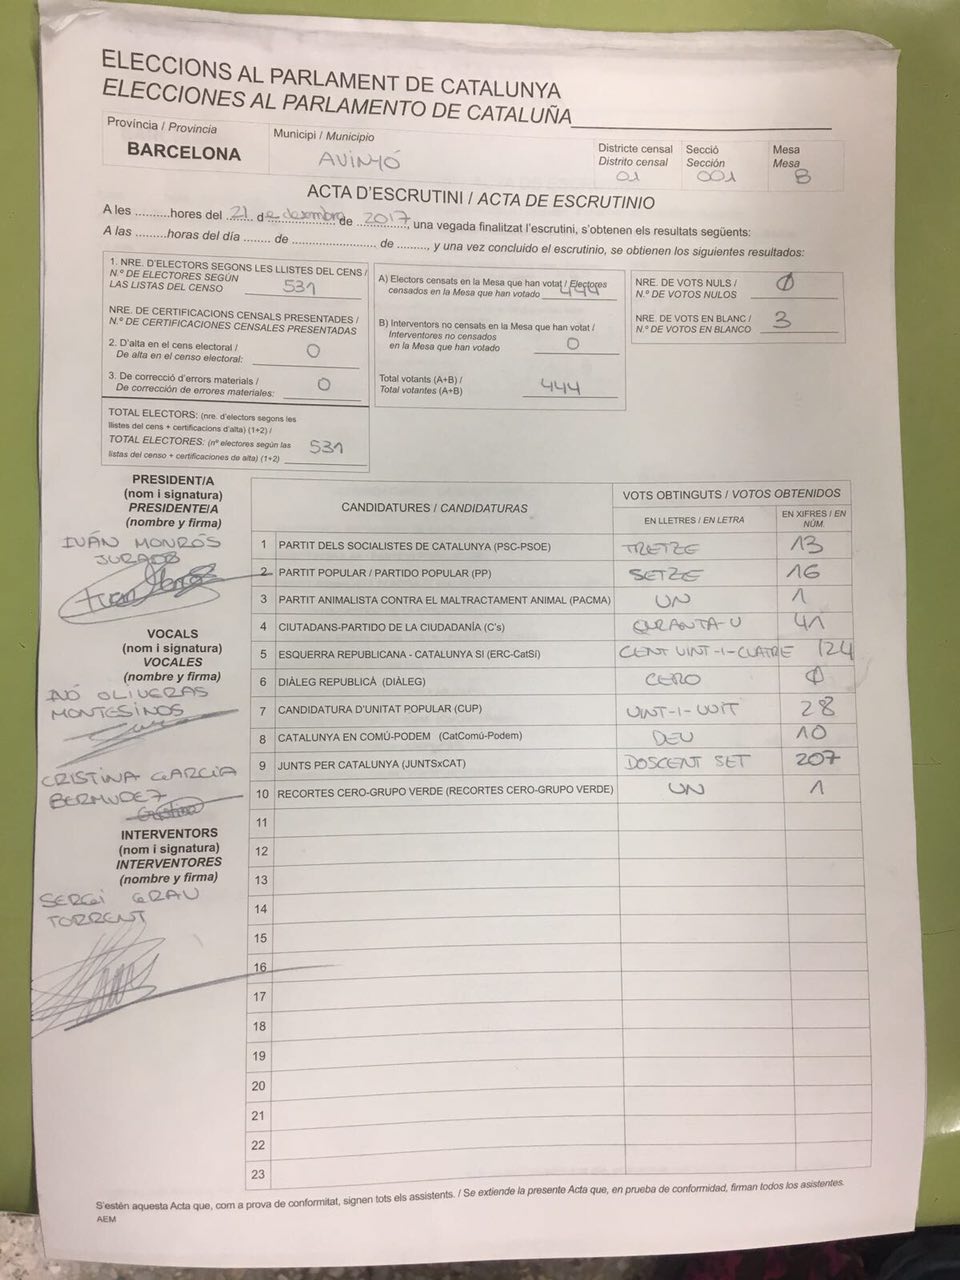 ELECCIONS AL PARLAMENT DE CATALUNYA
ELECCIONES AL PARLAMENTO DE CATALUÑA
Província / Provincia
BARCELONA
Municipi / Municipio
AVINYÓ
Districte censal
Distrito censal
01
Secció
Sección
001
Mesa
Mesa
B
ACTA D'ESCRUTINI / ACTA DE ESCRUTINIO
A les ..........hores del 21 de desembre de 2017, una vegada finalitzat l'escrutini, s'obtenen els resultats següents:
A las .........horas del día ....... de ...................... de ........, y una vez concluido el escrutinio, se obtienen los siguientes resultados:
1. NRE. D'ELECTORS SEGONS LES LLISTES DEL CENS /
N.º DE ELECTORES SEGÚN
LAS LISTAS DEL CENSO 531
NRE. DE CERTIFICACIONS CENSALS PRESENTADES /
N.º DE CERTIFICACIONES CENSALES PRESENTADAS
2. D'alta en el cens electoral /
De alta en el censo electoral: 0
3. De correcció d'errors materials /
De corrección de errores materiales: 0
TOTAL ELECTORS: (nre. d'electors segons les
llistes del cens + certificacions d'alta) (1+2) /
TOTAL ELECTORES: (nº electores según las
listas del censo + certificaciones de alta) (1+2) 531
A) Electors censats en la Mesa que han votat / Electores
censados en la Mesa que han votado 444
B) Interventors no censats en la Mesa que han votat /
Interventores no censados
en la Mesa que han votado 0
Total votants (A+B) /
Total votantes (A+B) 444
NRE. DE VOTS NULS /
N.º DE VOTOS NULOS 0
NRE. DE VOTS EN BLANC /
N.º DE VOTOS EN BLANCO 3
PRESIDENT/A
(nom i signatura)
PRESIDENTE/A
(nombre y firma)
IVÁN MONRÓS
JURADO
VOCALS
(nom i signatura)
VOCALES
(nombre y firma)
OLIVERAS
MONTESINOS
CRISTINA GARCIA
BERMUDEZ
Cristina
INTERVENTORS
(nom i signatura)
INTERVENTORES
(nombre y firma)
SERGI GRAU
TORRENT
CANDIDATURES / CANDIDATURAS
VOTS OBTINGUTS / VOTOS OBTENIDOS
EN LLETRES / EN LETRA
EN XIFRES / EN NÚM.
1 PARTIT DELS SOCIALISTES DE CATALUNYA (PSC-PSOE) TRETZE 13
2 PARTIT POPULAR / PARTIDO POPULAR (PP) SETZE 16
3 PARTIT ANIMALISTA CONTRA EL MALTRACTAMENT ANIMAL (PACMA) UN 1
4 CIUTADANS-PARTIDO DE LA CIUDADANÍA (C's) QURANTA-U 41
5 ESQUERRA REPUBLICANA - CATALUNYA SI (ERC-CatSí) CENT VINT-I-CUATRE 124
6 DIÀLEG REPUBLICÀ (DIÀLEG) CERO 0
7 CANDIDATURA D'UNITAT POPULAR (CUP) VINT-I-VUIT 28
8 CATALUNYA EN COMÚ-PODEM (CatComú-Podem) DEU 10
9 JUNTS PER CATALUNYA (JUNTSxCAT) DOSCENT SET 207
10 RECORTES CERO-GRUPO VERDE (RECORTES CERO-GRUPO VERDE) UN 1
11
12
13
14
15
16
17
18
19
20
21
22
23
S'estén aquesta Acta que, com a prova de conformitat, signen tots els assistents. / Se extiende la presente Acta que, en prueba de conformidad, firman todos los asistentes.
AEM